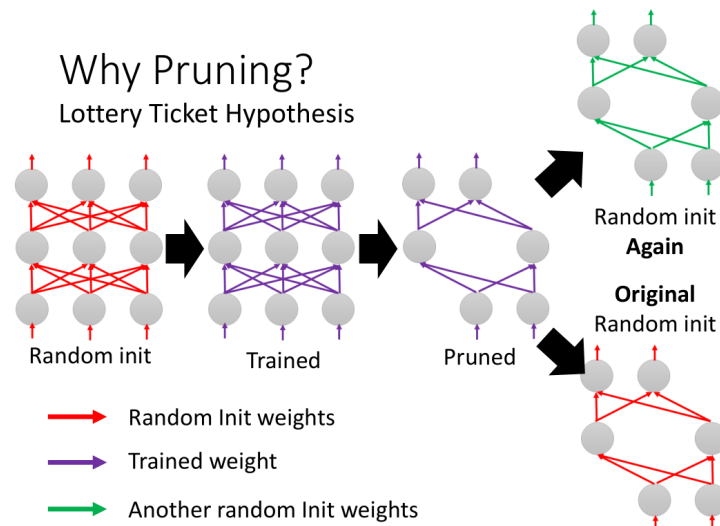 Why Pruning?
Lottery Ticket Hypothesis
Random init
Trained
Pruned
Random init
Again
Original
Random init
Random Init weights
Trained weight
Another random Init weights